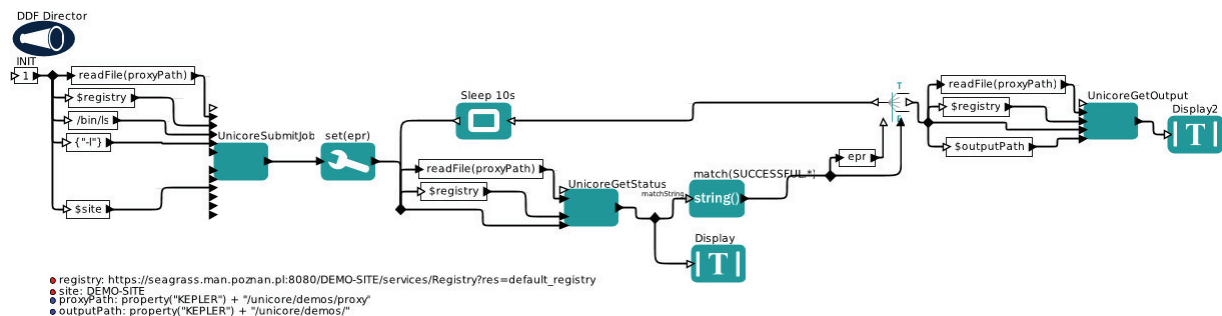 DDF Director
INIT
1
readFile(proxyPath)
$registry
/bin/ls
{"-l"}
$site
UnicoreSubmitJob
set(epr)
Sleep 10s
readFile(proxyPath)
$registry
UnicoreGetStatus
matchString
match(SUCCESSFUL.*)
string()
Display
T
epr
T
F
readFile(proxyPath)
$registry
$outputPath
UnicoreGetOutput
Display2
T
registry: https://seagrass.man.poznan.pl:8080/DEMO-SITE/services/Registry?res=default_registry
site: DEMO-SITE
proxyPath: property("KEPLER") + "/unicore/demos/proxy"
outputPath: property("KEPLER") + "/unicore/demos/"